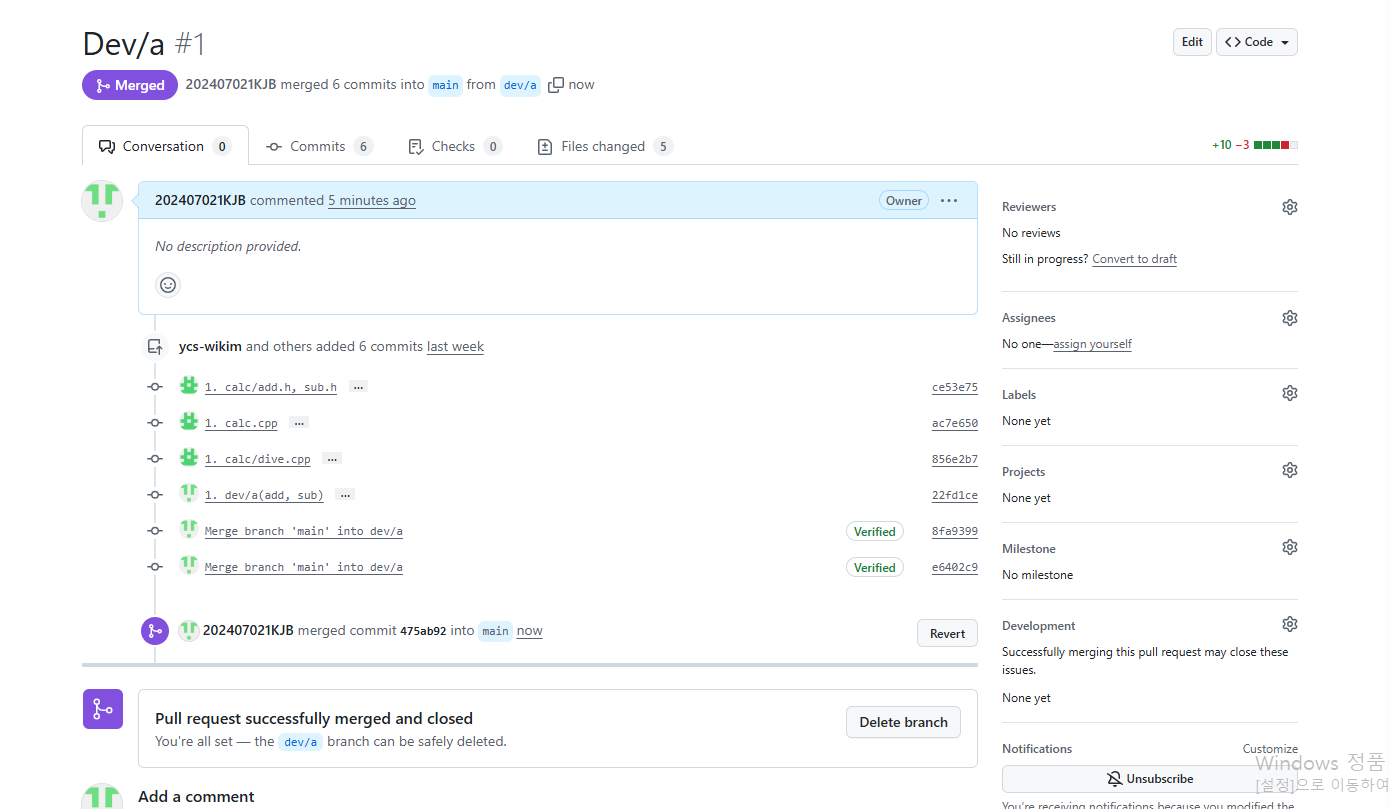 Dev/a #1
Edit
Code
Merged
202407021KJB merged 6 commits into main from dev/a now
Conversation 0
Commits 6
Checks 0
Files changed 5
+10 −3
202407021KJB commented 5 minutes ago
Owner
No description provided.
ycs-wikim and others added 6 commits last week
1. calc/add.h, sub.h ...
ce53e75
1. calc.cpp ...
ac7e650
1. calc/dive.cpp ...
856e2b7
1. dev/a(add, sub) ...
22fd1ce
Merge branch 'main' into dev/a
Verified
8fa9399
Merge branch 'main' into dev/a
Verified
e6402c9
202407021KJB merged commit 475ab92 into main now
Revert
Pull request successfully merged and closed
You're all set — the dev/a branch can be safely deleted.
Delete branch
Add a comment
Reviewers
No reviews
Still in progress? Convert to draft
Assignees
No one—assign yourself
Labels
None yet
Projects
None yet
Milestone
No milestone
Development
Successfully merging this pull request may close these
issues.
None yet
Notifications
Customize
Unsubscribe
You're receiving notifications because you modified the
Windows 정품
[설정]으로 이동하여